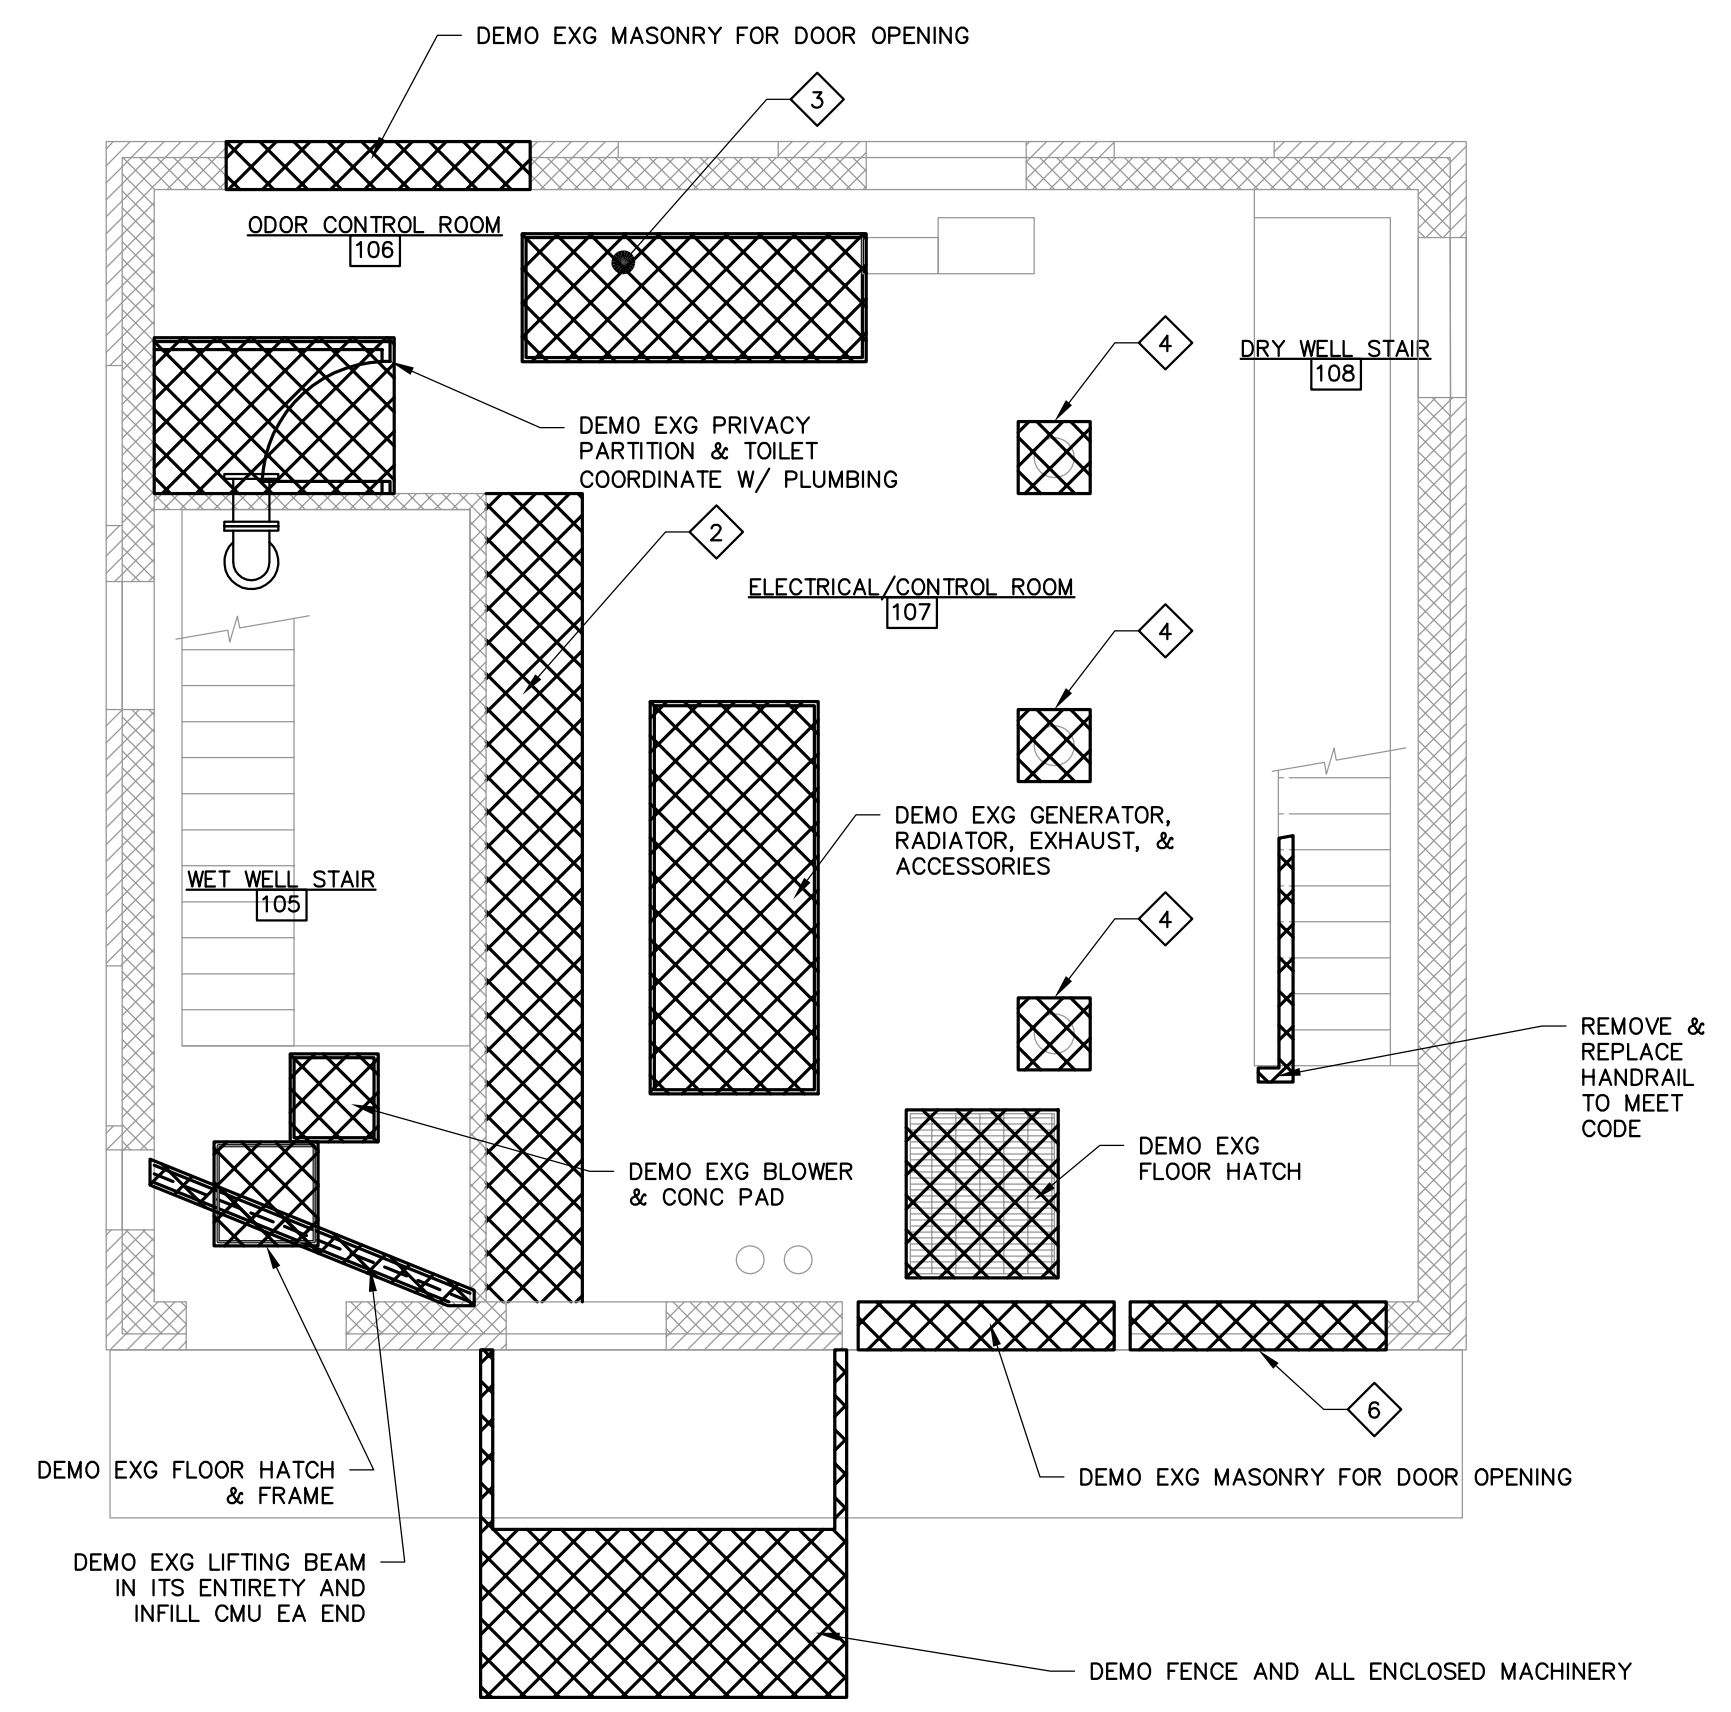 DEMO EXG MASONRY FOR DOOR OPENING
3
ODOR CONTROL ROOM
106
4
DRY WELL STAIR
108
DEMO EXG PRIVACY
PARTITION & TOILET
COORDINATE W/ PLUMBING
2
ELECTRICAL/CONTROL ROOM
107
4
DEMO EXG GENERATOR,
RADIATOR, EXHAUST, &
ACCESSORIES
WET WELL STAIR
105
4
REMOVE &
REPLACE
HANDRAIL
TO MEET
CODE
DEMO EXG BLOWER
& CONC PAD
DEMO EXG
FLOOR HATCH
6
DEMO EXG FLOOR HATCH
& FRAME
DEMO EXG MASONRY FOR DOOR OPENING
DEMO EXG LIFTING BEAM
IN ITS ENTIRETY AND
INFILL CMU EA END
DEMO FENCE AND ALL ENCLOSED MACHINERY